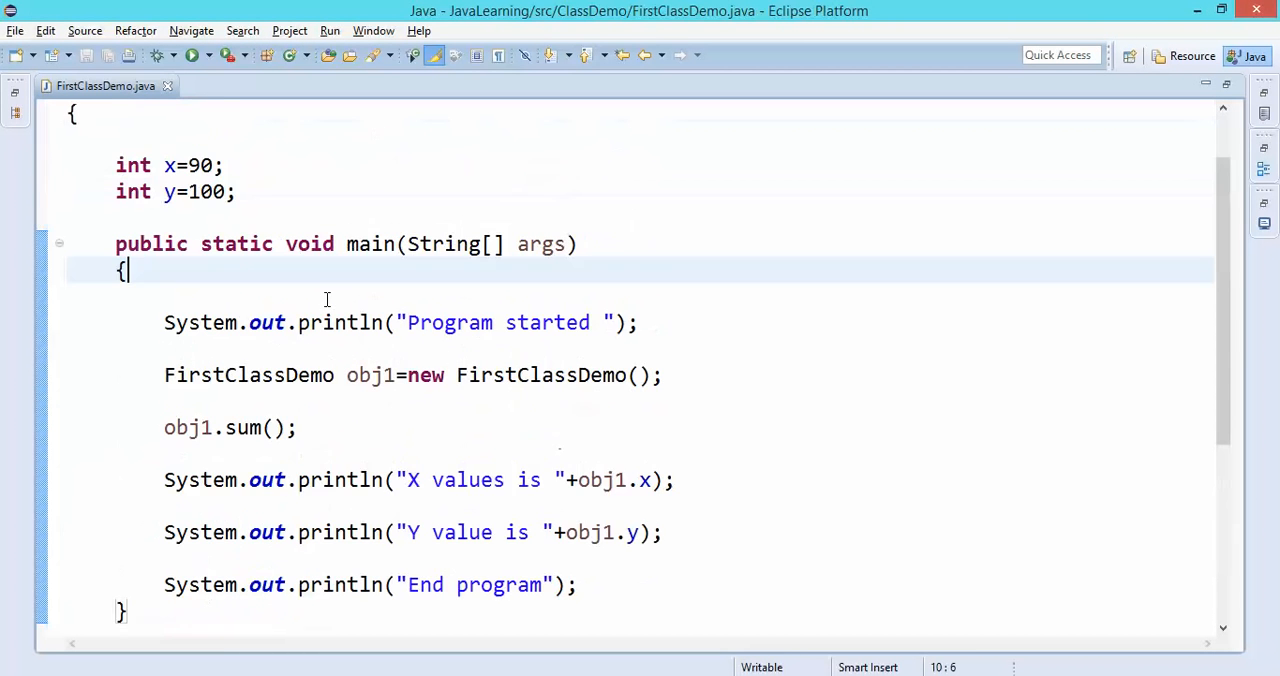 Java - JavaLearning/src/ClassDemo/FirstClassDemo.java - Eclipse Platform
File Edit Source Refactor Navigate Search Project Run Window Help
Quick Access Resource Java
FirstClassDemo.java
{
int x=90;
int y=100;
public static void main(String[] args)
{
System.out.println("Program started ");
FirstClassDemo obj1=new FirstClassDemo();
obj1.sum();
System.out.println("X values is "+obj1.x);
System.out.println("Y value is "+obj1.y);
System.out.println("End program");
}
Writable Smart Insert 10 : 6